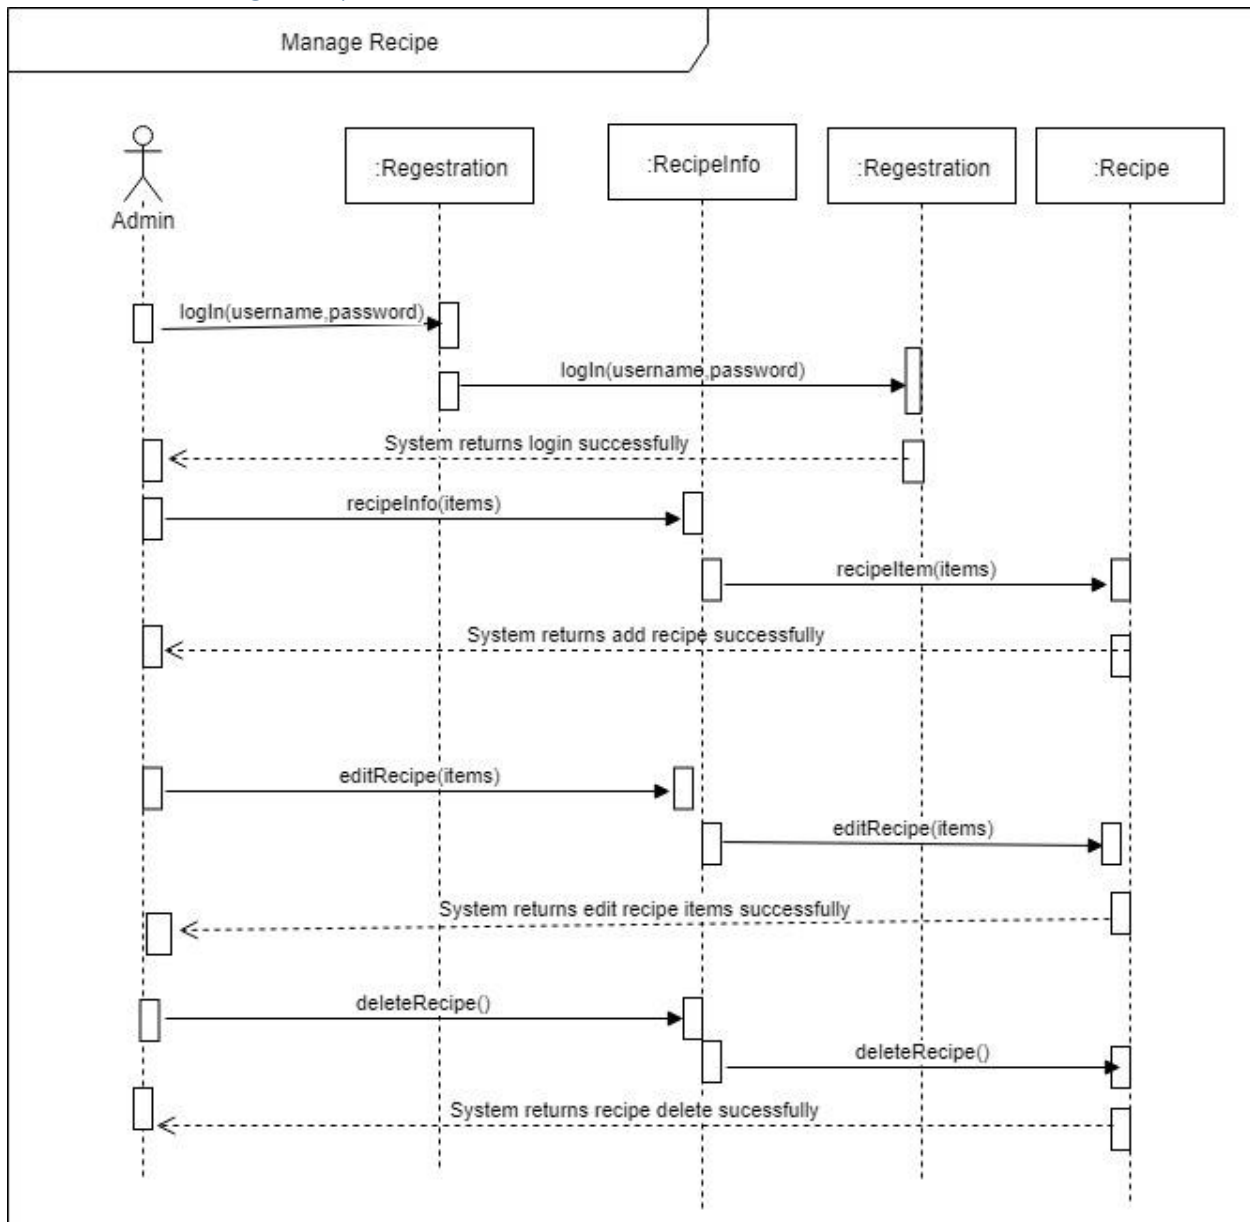 Manage Recipe
:Regestration
:RecipeInfo
:Regestration
:Recipe
Admin
logIn(username,password)
logIn(username,password)
System returns login successfully
recipeInfo(items)
recipeItem(items)
System returns add recipe successfully
editRecipe(items)
editRecipe(items)
System returns edit recipe items successfully
deleteRecipe()
deleteRecipe()
System returns recipe delete sucessfully